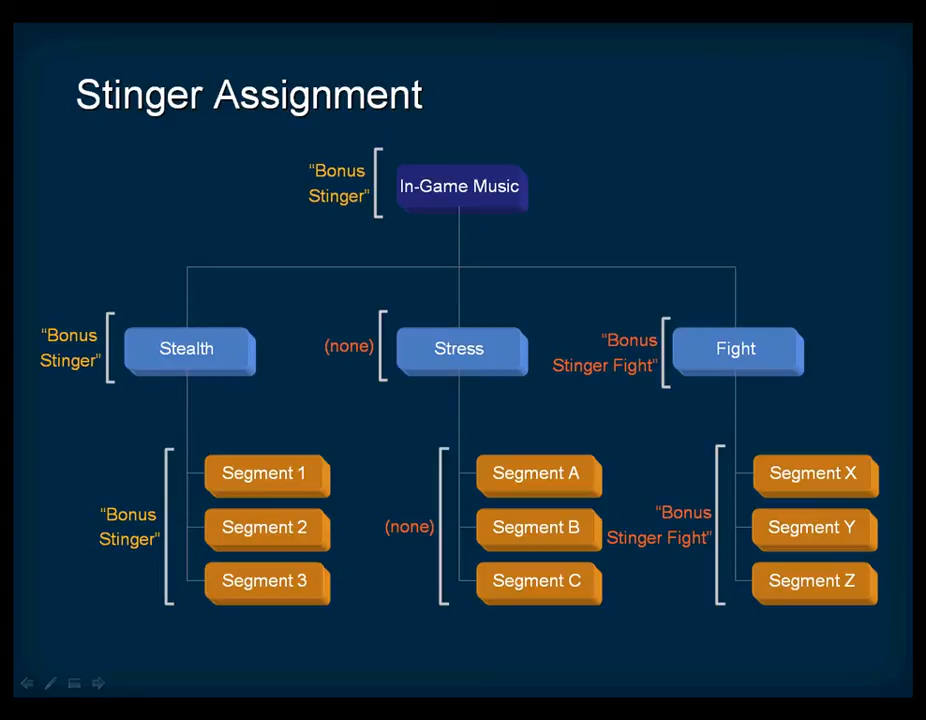 Stinger Assignment
“Bonus
Stinger”
In-Game Music
“Bonus
Stinger”
Stealth
(none)
Stress
“Bonus
Stinger Fight”
Fight
“Bonus
Stinger”
Segment 1
Segment 2
Segment 3
(none)
Segment A
Segment B
Segment C
“Bonus
Stinger Fight”
Segment X
Segment Y
Segment Z